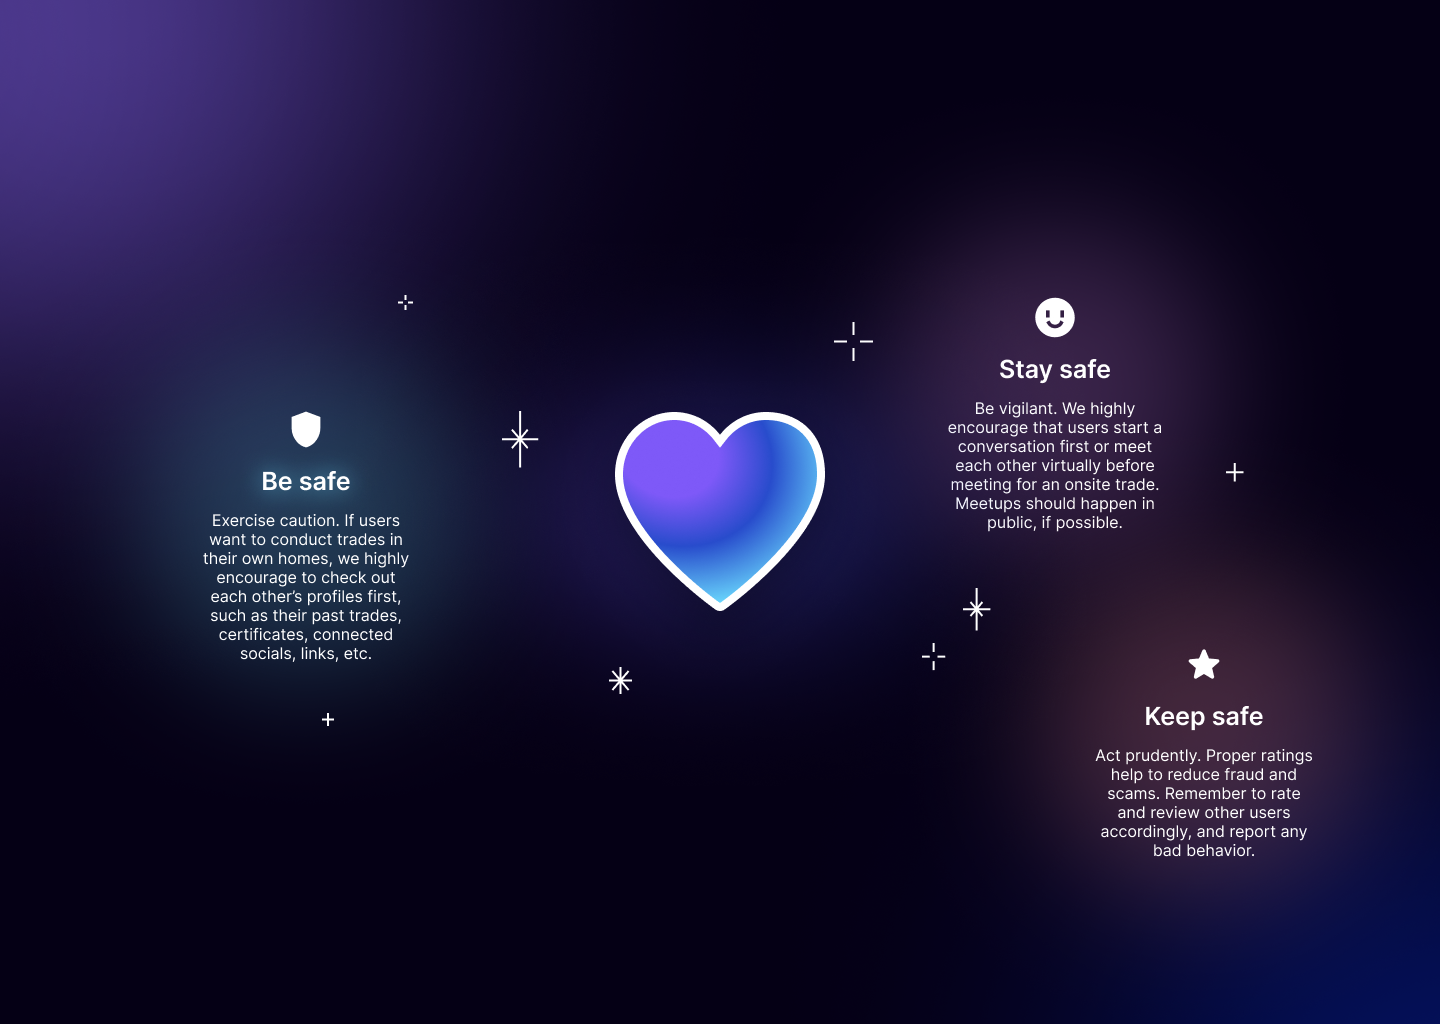 Be safe
Exercise caution. If users
want to conduct trades in
their own homes, we highly
encourage to check out
each other’s profiles first,
such as their past trades,
certificates, connected
socials, links, etc.
Stay safe
Be vigilant. We highly
encourage that users start a
conversation first or meet
each other virtually before
meeting for an onsite trade.
Meetups should happen in
public, if possible.
Keep safe
Act prudently. Proper ratings
help to reduce fraud and
scams. Remember to rate
and review other users
accordingly, and report any
bad behavior.